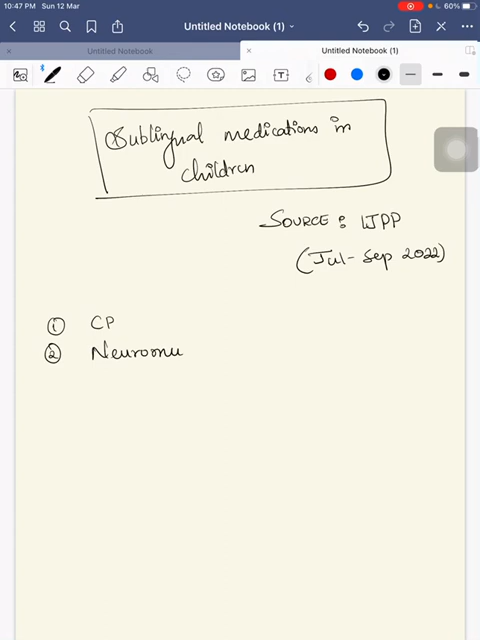 10:47 PM Sun 12 Mar
60%
Untitled Notebook (1)
Untitled Notebook
Untitled Notebook (1)
Sublingual medications in
children
SOURCE : IJPP
(Jul - Sep 2022)
① CP
② Neuromu